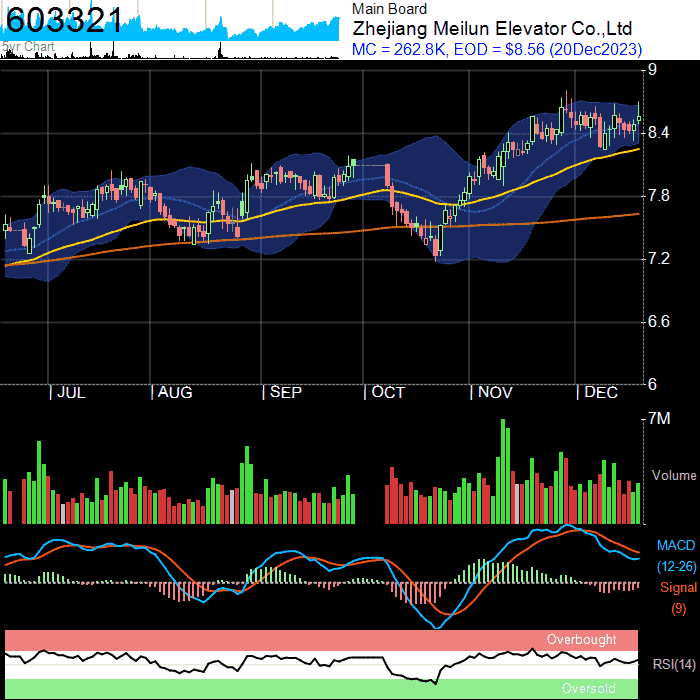 603321
5yr Chart
Main Board
Zhejiang Meilun Elevator Co.,Ltd
MC = 262.8K, EOD = $8.56 (20Dec2023)
9
8.4
7.8
7.2
6.6
6
| JUL | AUG | SEP | OCT | NOV | DEC
7M
Volume
MACD
(12-26)
Signal
(9)
Overbought
RSI(14)
Oversold